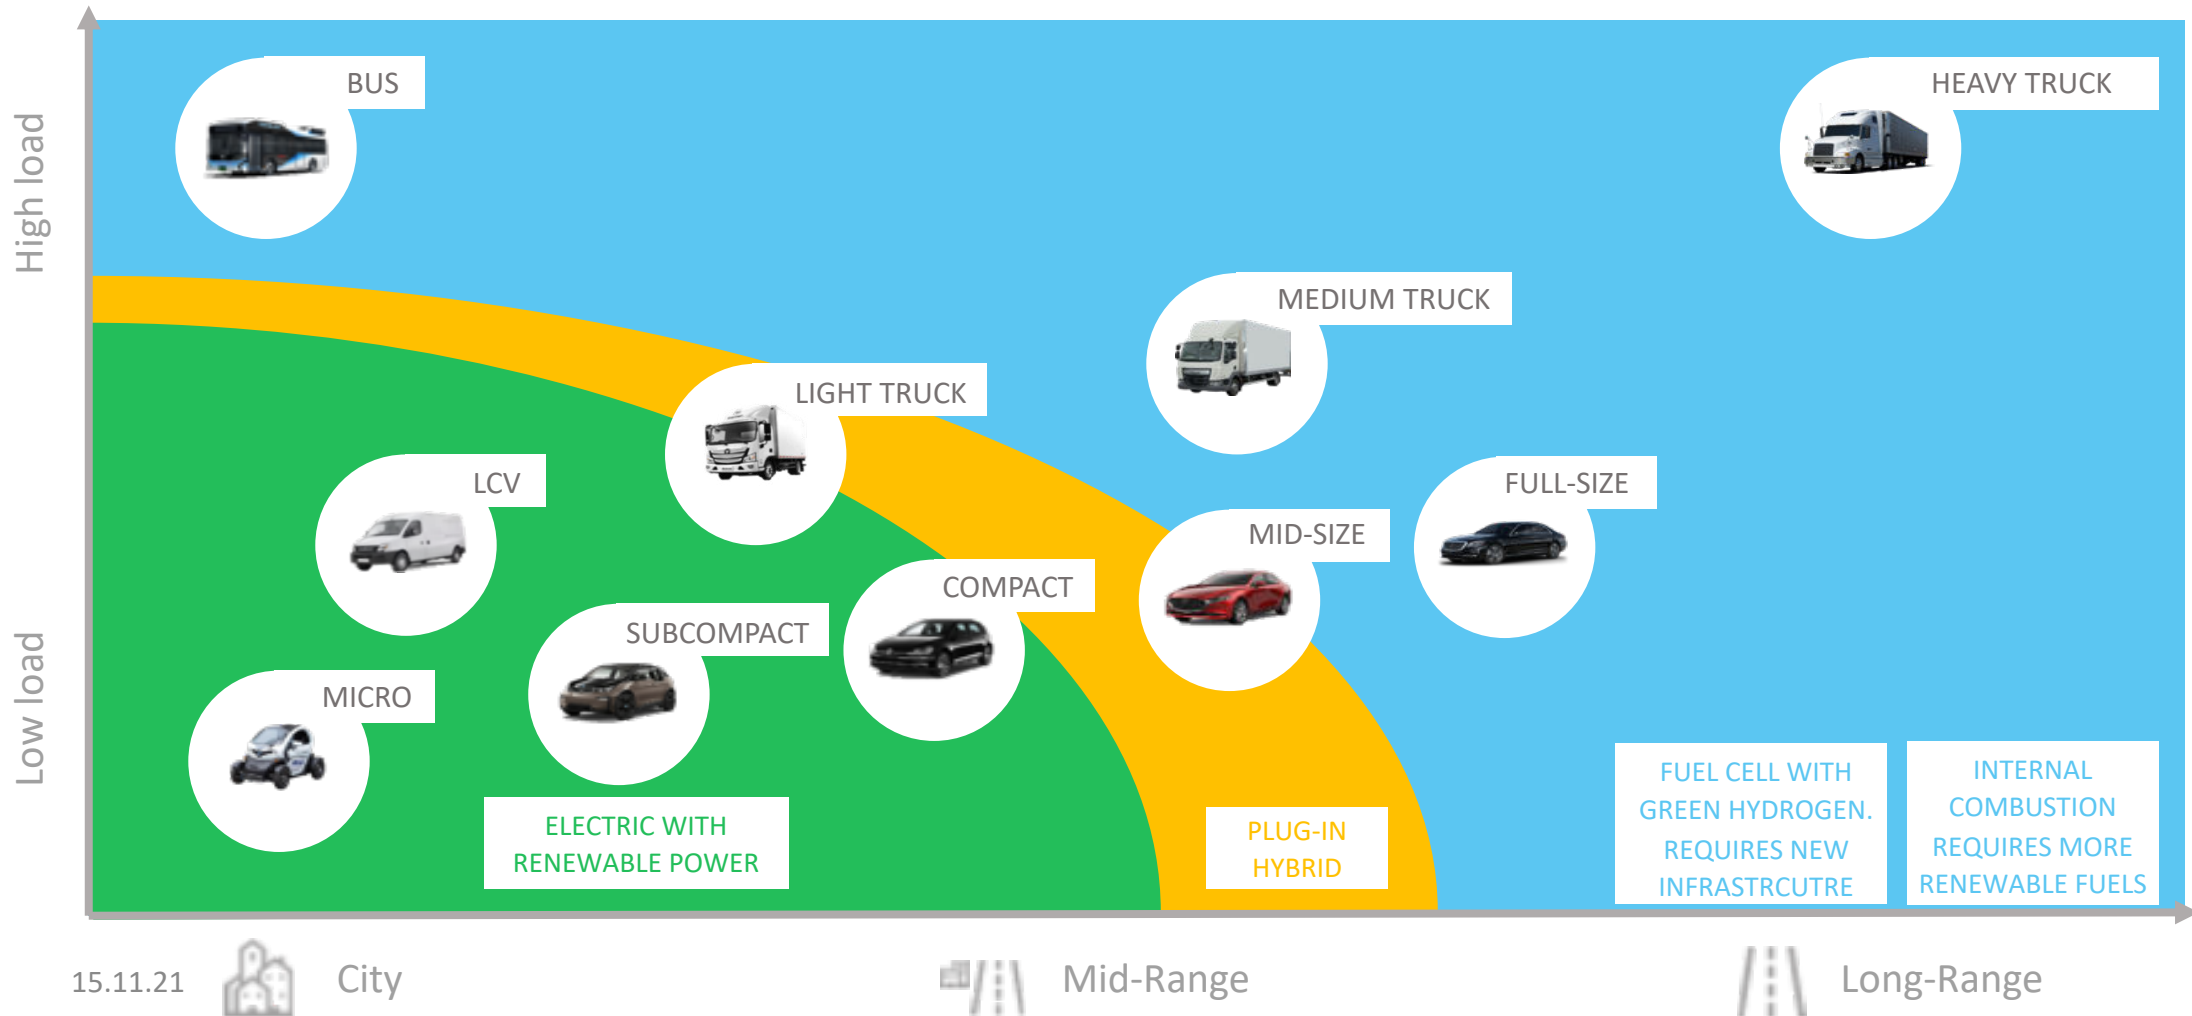 High load
Low load
BUS
HEAVY TRUCK
MEDIUM TRUCK
LIGHT TRUCK
LCV
FULL-SIZE
MID-SIZE
COMPACT
SUBCOMPACT
MICRO
ELECTRIC WITH
RENEWABLE POWER
PLUG-IN
HYBRID
FUEL CELL WITH
GREEN HYDROGEN.
REQUIRES NEW
INFRASTRCUTRE
INTERNAL
COMBUSTION
REQUIRES MORE
RENEWABLE FUELS
15.11.21
City
Mid-Range
Long-Range